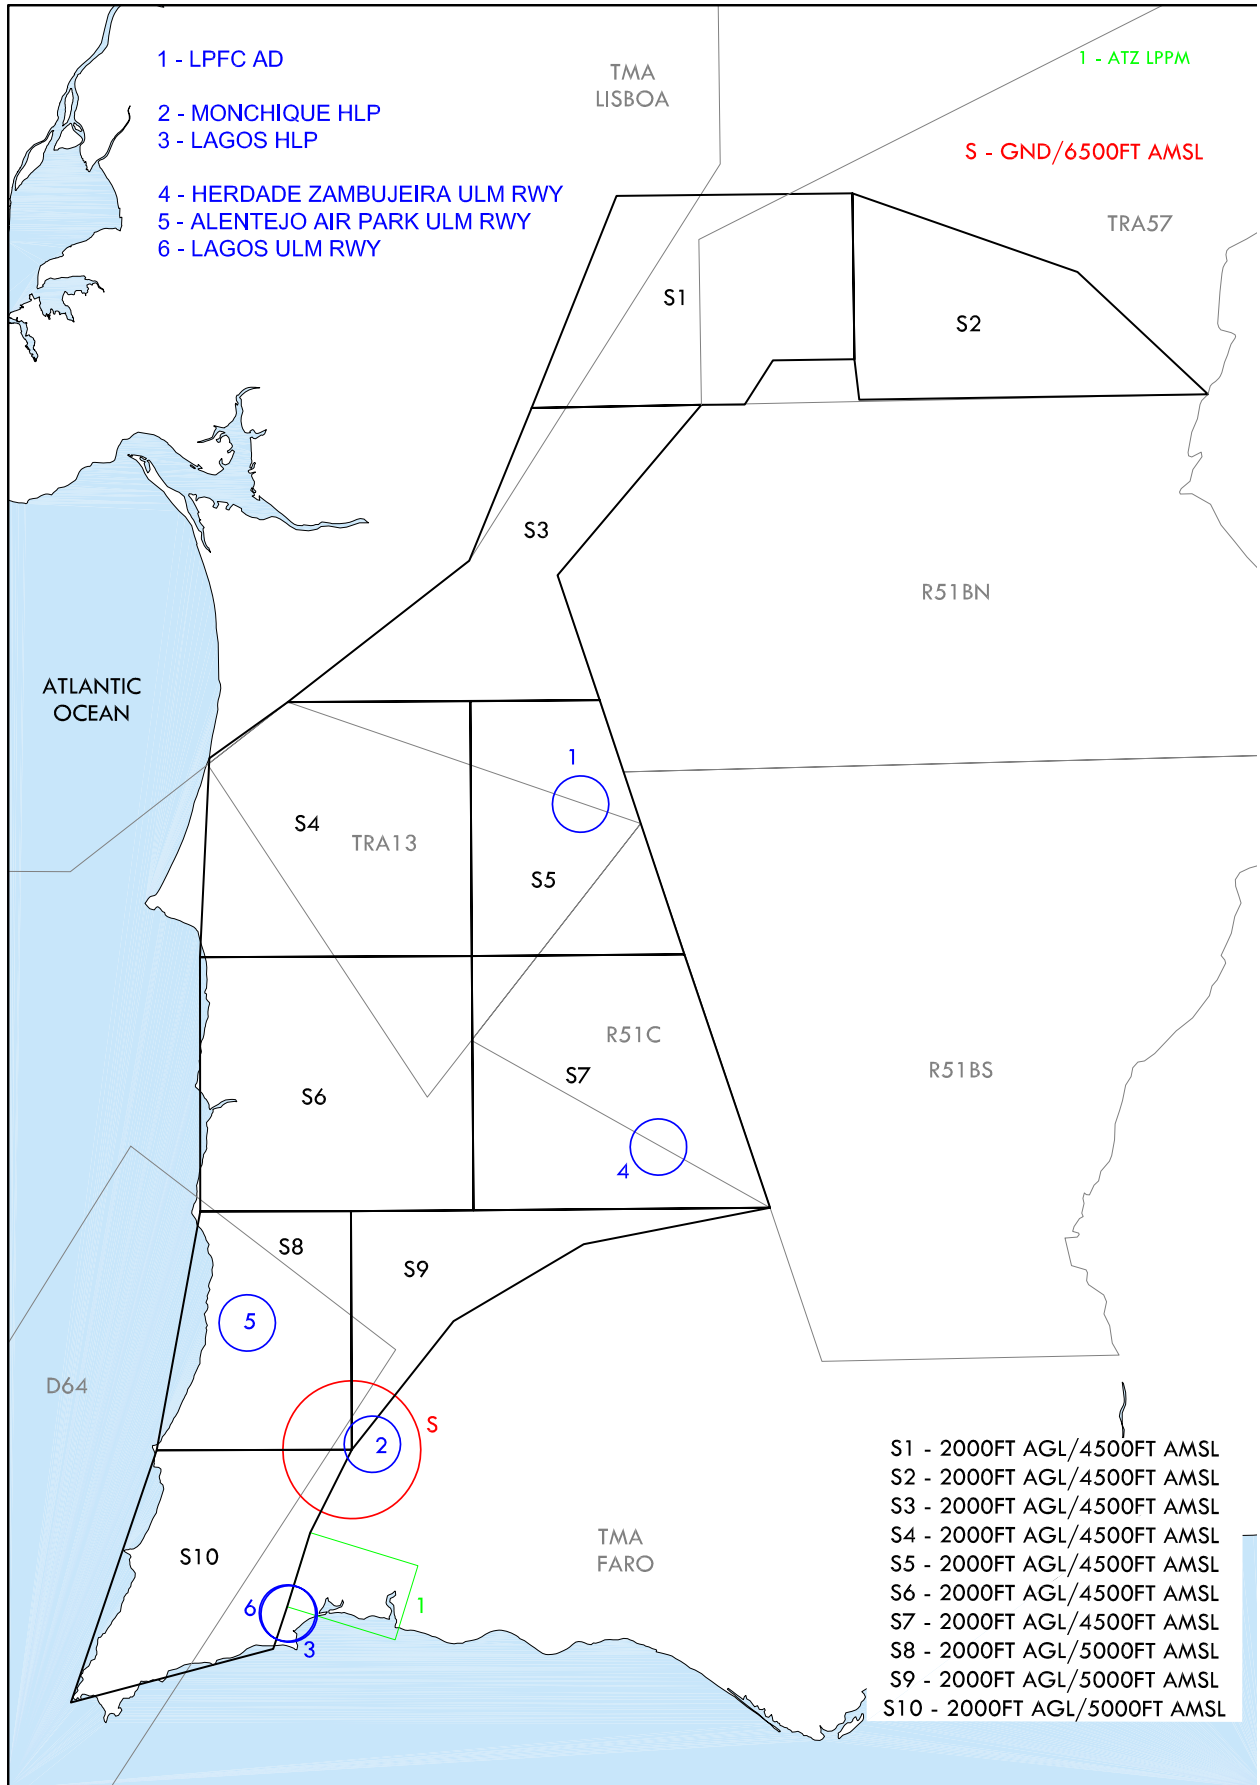 1 - LPFC AD
2 - MONCHIQUE HLP
3 - LAGOS HLP
4 - HERDADE ZAMBUJEIRA ULM RWY
5 - ALENTEJO AIR PARK ULM RWY
6 - LAGOS ULM RWY
TMA
LISBOA
1 - ATZ LPPM
S - GND/6500FT AMSL
TRA57
S1
S2
S3
R51BN
ATLANTIC
OCEAN
1
S4
TRA13
S5
R51C
S7
R51BS
S6
4
S8
S9
5
D64
S
2
S10
TMA
FARO
6
1
3
S1 - 2000FT AGL/4500FT AMSL
S2 - 2000FT AGL/4500FT AMSL
S3 - 2000FT AGL/4500FT AMSL
S4 - 2000FT AGL/4500FT AMSL
S5 - 2000FT AGL/4500FT AMSL
S6 - 2000FT AGL/4500FT AMSL
S7 - 2000FT AGL/4500FT AMSL
S8 - 2000FT AGL/5000FT AMSL
S9 - 2000FT AGL/5000FT AMSL
S10 - 2000FT AGL/5000FT AMSL